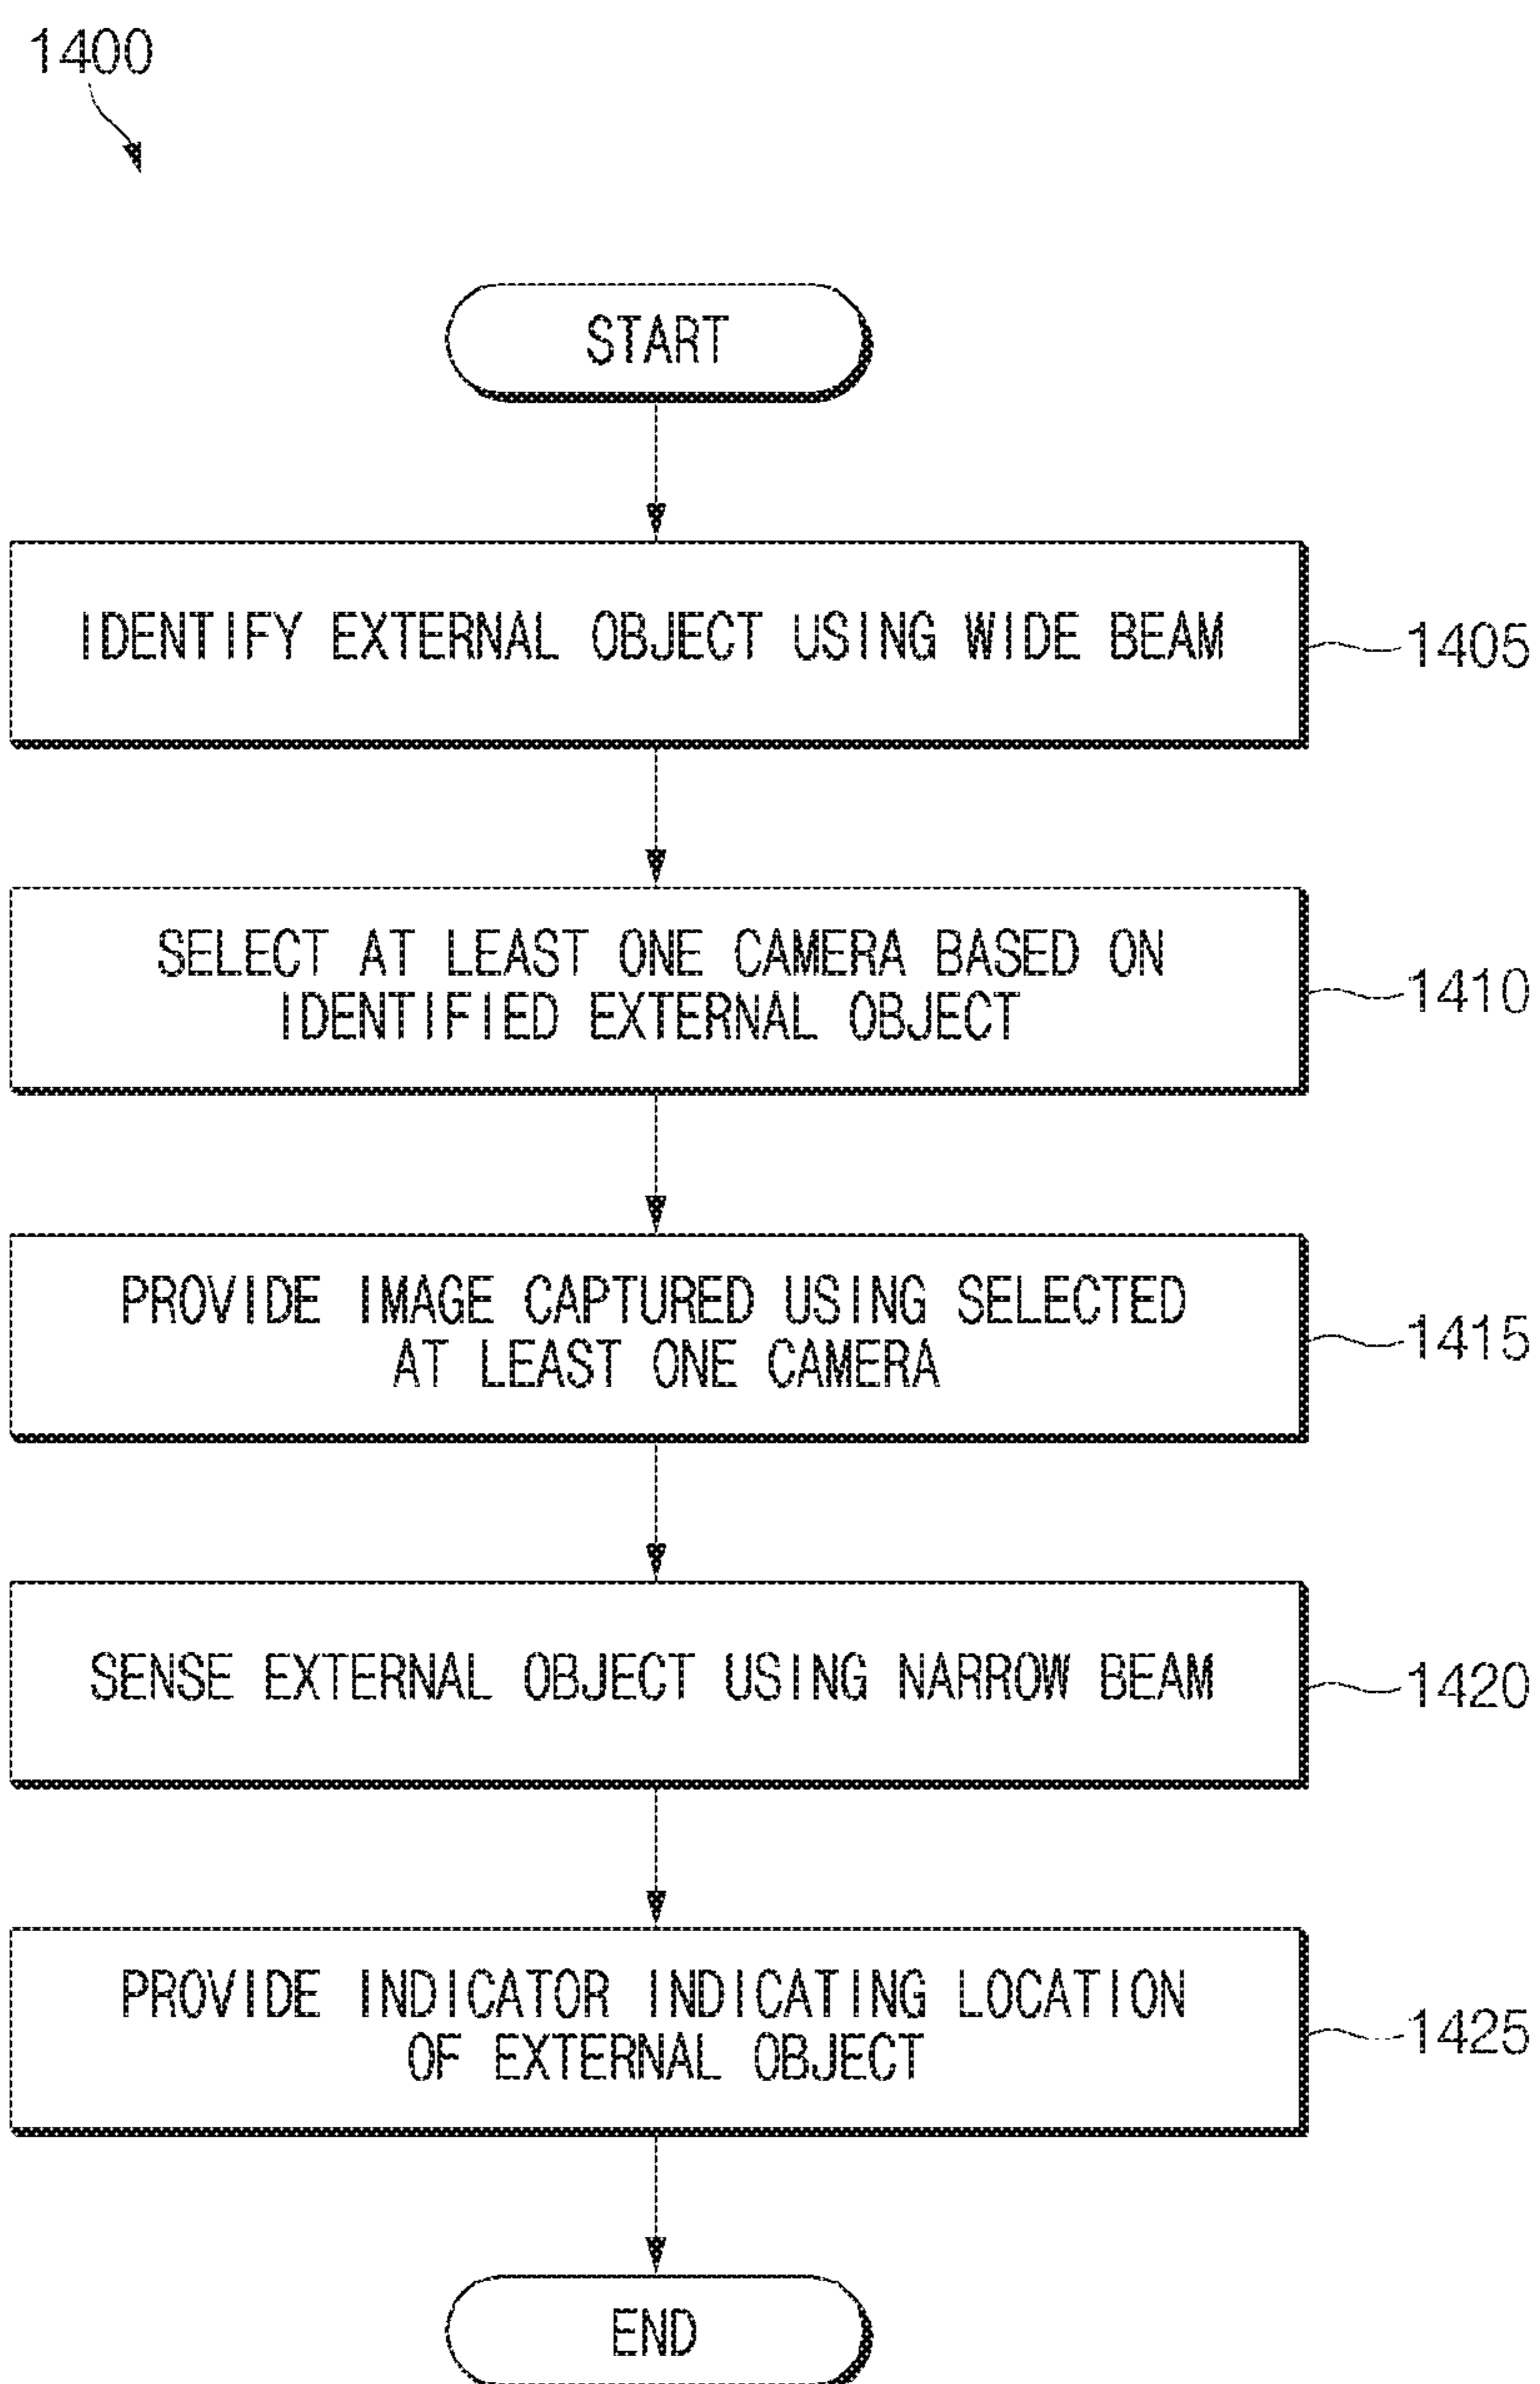 1400
START
IDENTIFY EXTERNAL OBJECT USING WIDE BEAM
1405
SELECT AT LEAST ONE CAMERA BASED ON
IDENTIFIED EXTERNAL OBJECT
1410
PROVIDE IMAGE CAPTURED USING SELECTED
AT LEAST ONE CAMERA
1415
SENSE EXTERNAL OBJECT USING NARROW BEAM
1420
PROVIDE INDICATOR INDICATING LOCATION
OF EXTERNAL OBJECT
1425
END